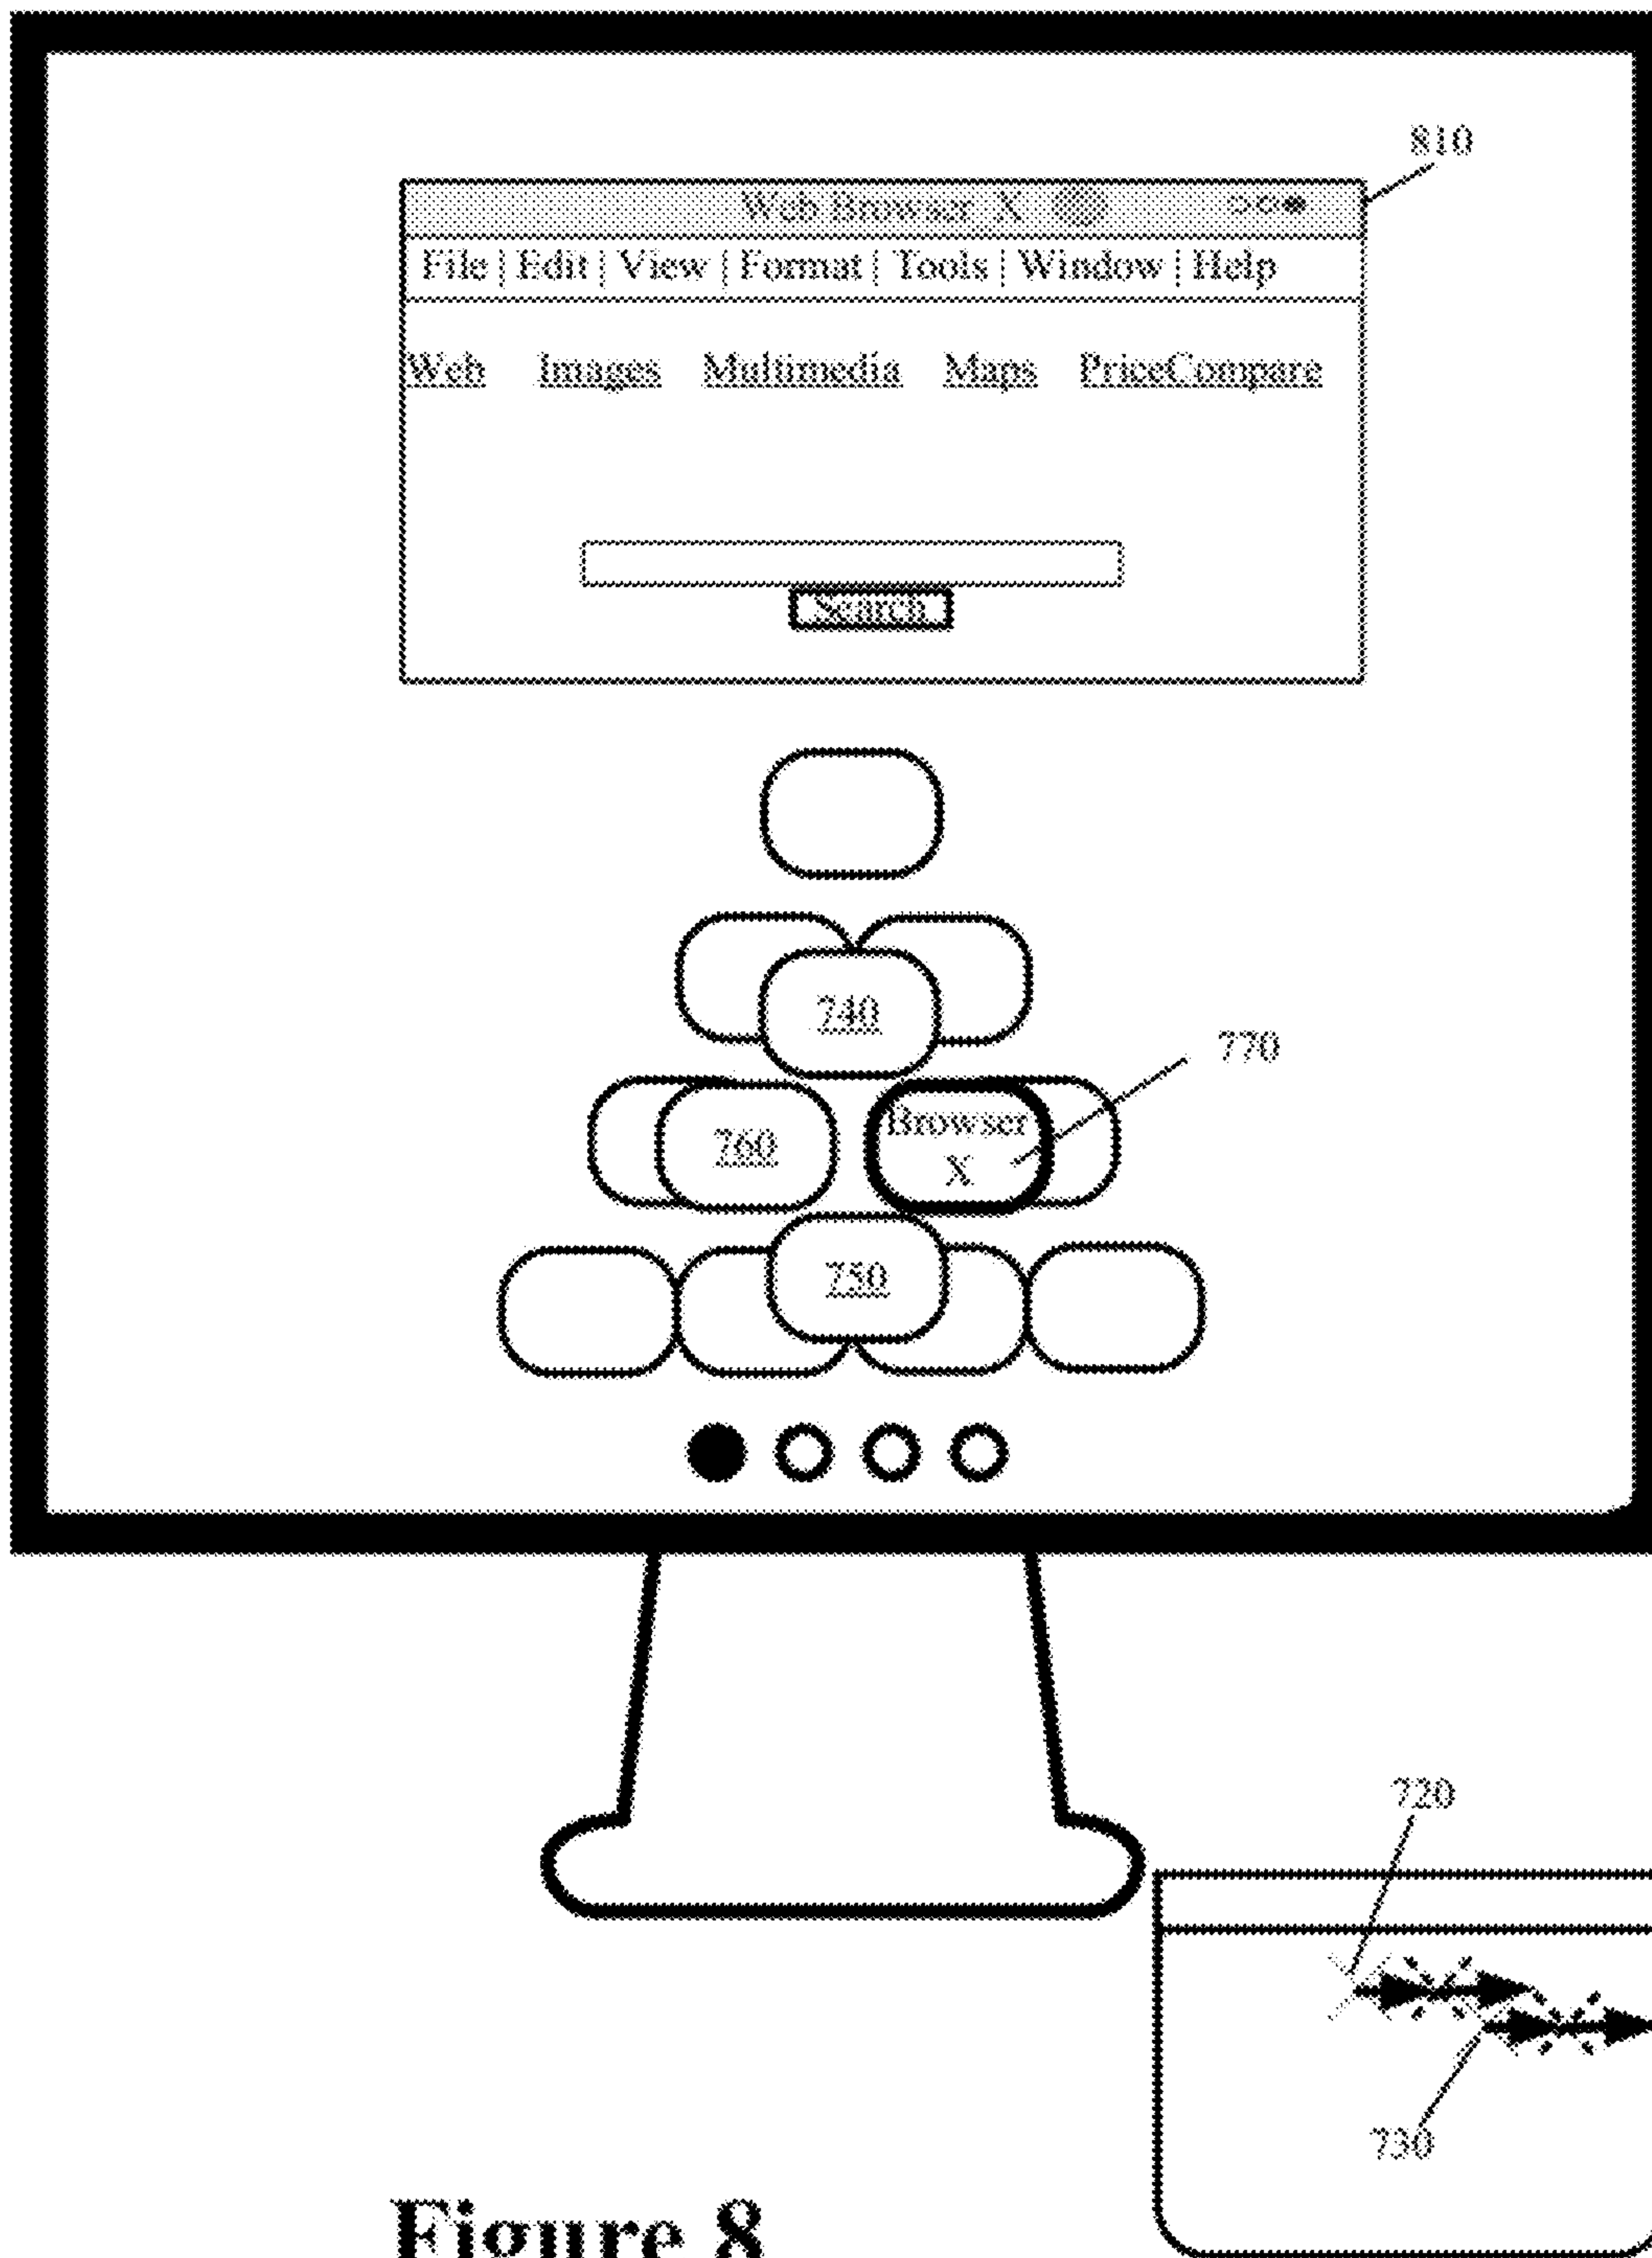 810
Web Browser X
File | Edit | View | Format | Tools | Window | Help
Web Images Multimedia Maps PriceCompare
Search
740
770
760
Browser
X
750
720
730
Figure 8